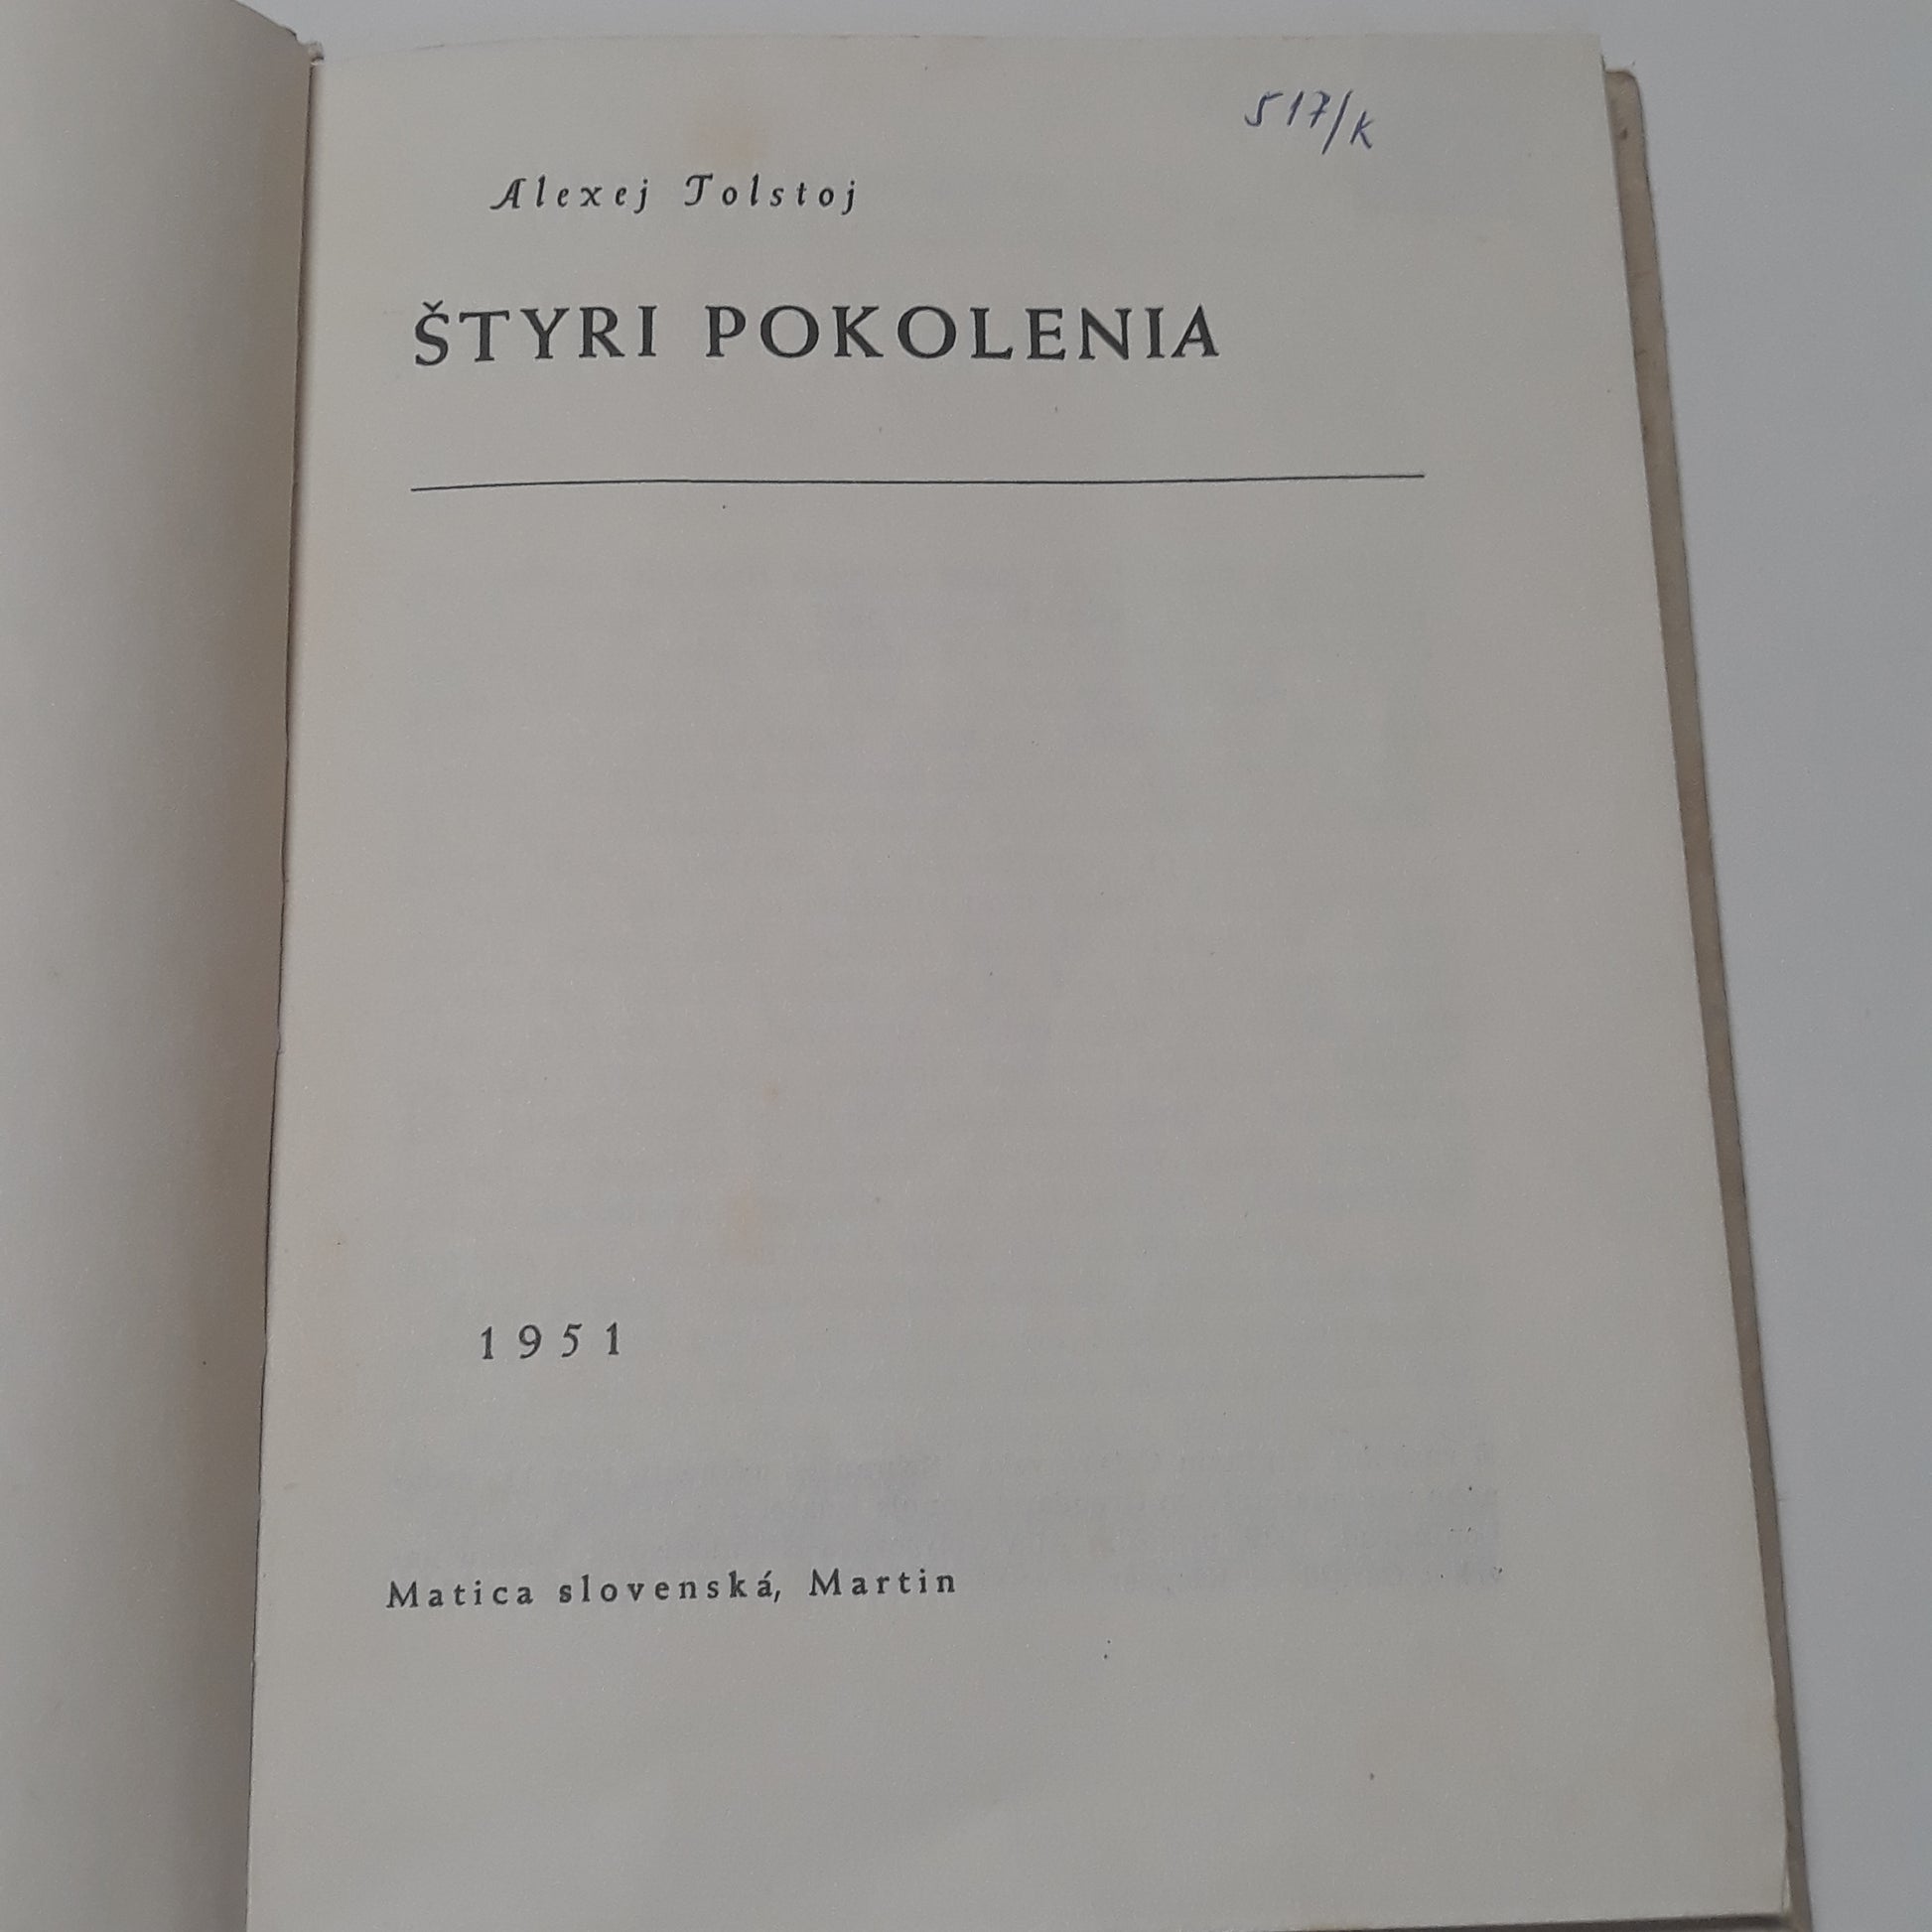 517/K
Alexej Tolstoj
ŠTYRI POKOLENIA
1951
Matica slovenská, Martin